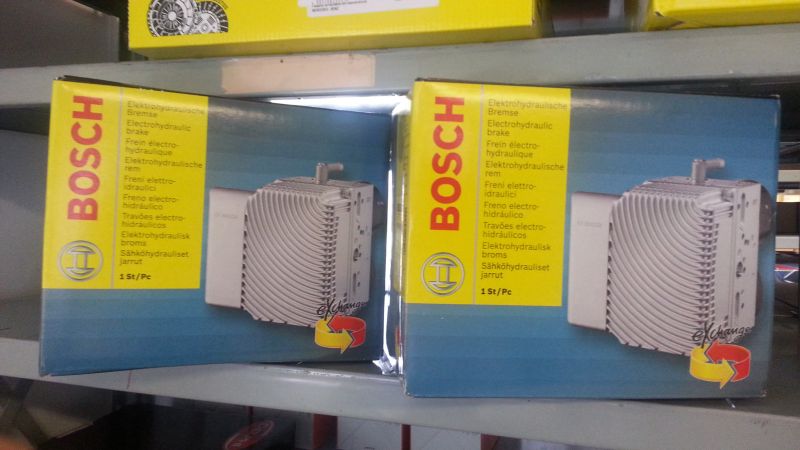 BOSCH
Elektrohydraulische
Bremse
Electrohydraulic
brake
Frein électro-
hydraulique
Elektrohydraulische
rem
Freni elettro-
idraulici
Freno electro-
hidráulico
Travões electro-
hidráulicos
Elektrohydraulisk
broms
Sähköhydrauliset
jarrut
1 St/Pc
eXchange
BOSCH
Elektrohydraulische
Bremse
Electrohydraulic
brake
Frein électro-
hydraulique
Elektrohydraulische
rem
Freni elettro-
idraulici
Freno electro-
hidráulico
Travões electro-
hidráulicos
Elektrohydraulisk
broms
Sähköhydrauliset
jarrut
1 St/Pc
eXchange